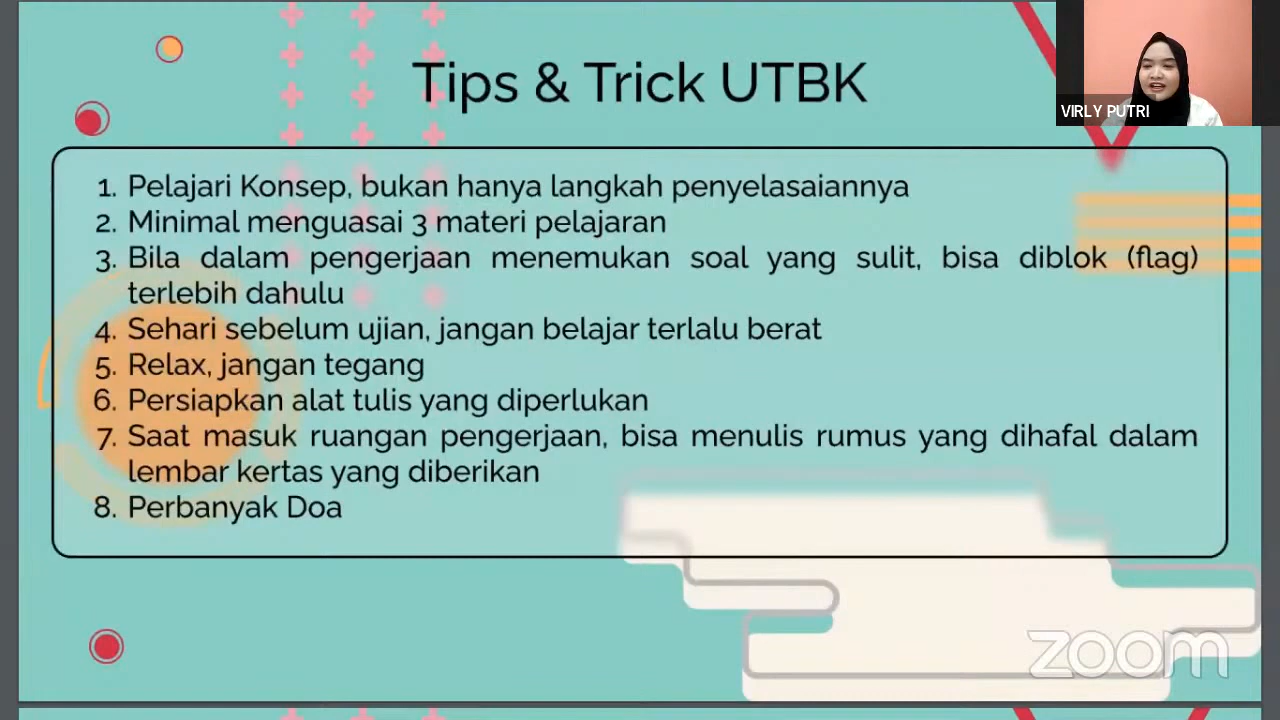 Tips & Trick UTBK
VIRLY PUTRI
1. Pelajari Konsep, bukan hanya langkah penyelasaiannya
2. Minimal menguasai 3 materi pelajaran
3. Bila dalam pengerjaan menemukan soal yang sulit, bisa diblok (flag)
terlebih dahulu
4. Sehari sebelum ujian, jangan belajar terlalu berat
5. Relax, jangan tegang
6. Persiapkan alat tulis yang diperlukan
7. Saat masuk ruangan pengerjaan, bisa menulis rumus yang dihafal dalam
lembar kertas yang diberikan
8. Perbanyak Doa
zoom